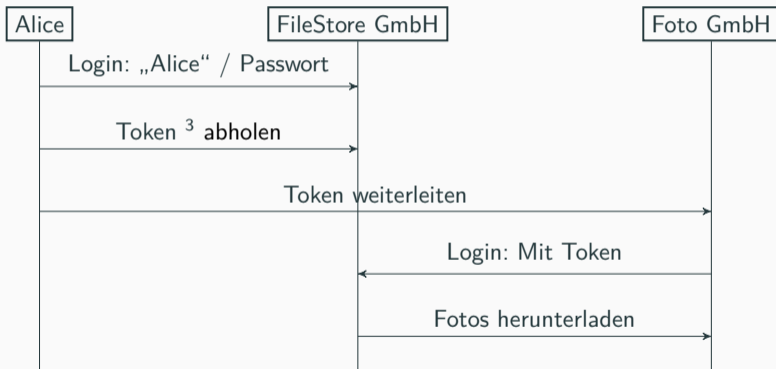 Alice
FileStore GmbH
Foto GmbH
Login: „Alice“ / Passwort
Token ³ abholen
Token weiterleiten
Login: Mit Token
Fotos herunterladen